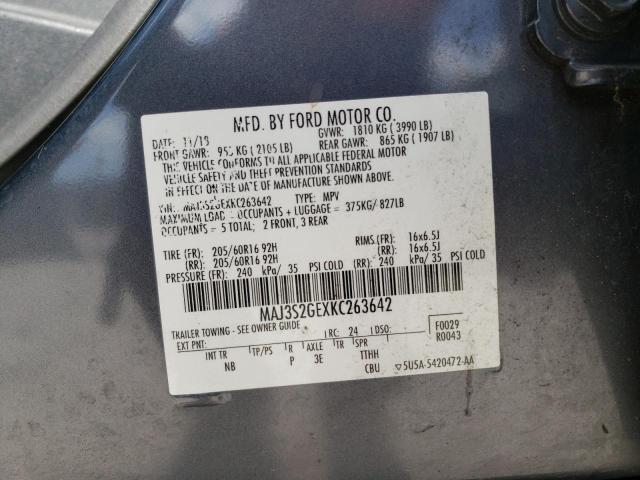 MFD. BY FORD MOTOR CO.
DATE: 11/18 GVWR: 1810 KG ( 3990 LB)
FRONT GAWR: KG (2105 LB) REAR GAWR: 865 KG ( 1907 LB)
THIS VEHICLE CONFORMS TO ALL APPLICABLE FEDERAL MOTOR
VEHICLE SAFETY AND THEFT PREVENTION STANDARDS
IN EFFECT ON THE DATE OF MANUFACTURE SHOWN ABOVE.
VIN: MAJ3S2GEXKC263642 TYPE: MPV
MAXIMUM LOAD = OCCUPANTS + LUGGAGE = 375KG/ 827LB
OCCUPANTS = 5 TOTAL; 2 FRONT, 3 REAR
TIRE (FR): 205/60R16 92H RIMS (FR): 16x6.5J
(RR): 205/60R16 92H (RR): 16x6.5J
PRESSURE (FR): 240 kPa/ 35 PSI COLD (RR): 240 kPa/ 35 PSI COLD
MAJ3S2GEXKC263642
TRAILER TOWING - SEE OWNER GUIDE
EXT PNT: RC: 24 DSO: F0029
R0043
INT TR TP/PS R AXLE TR SPR
NB P 3E TTHH
CBU 5U5A-5420472-AA